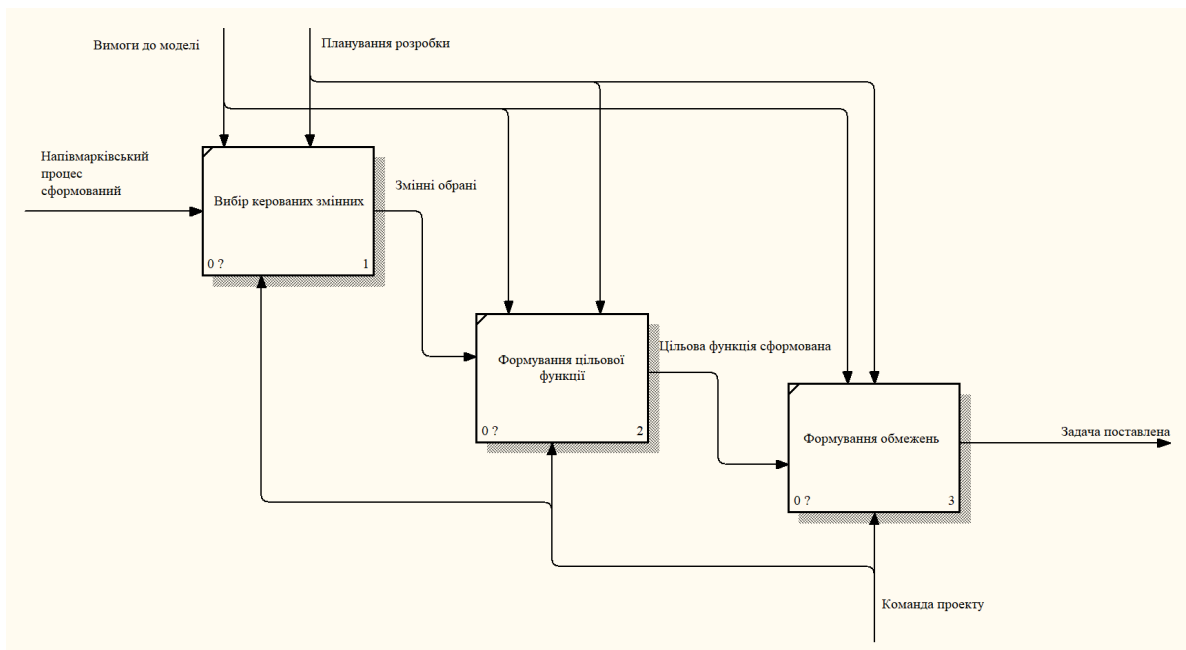 Вимоги до моделі
Планування розробки
Напівмарківський
процес
сформований
Вибір керованих змінних
0 ?
1
Змінні обрані
Формування цільової
функції
0 ?
2
Цільова функція сформована
Формування обмежень
0 ?
3
Задача поставлена
Команда проекту